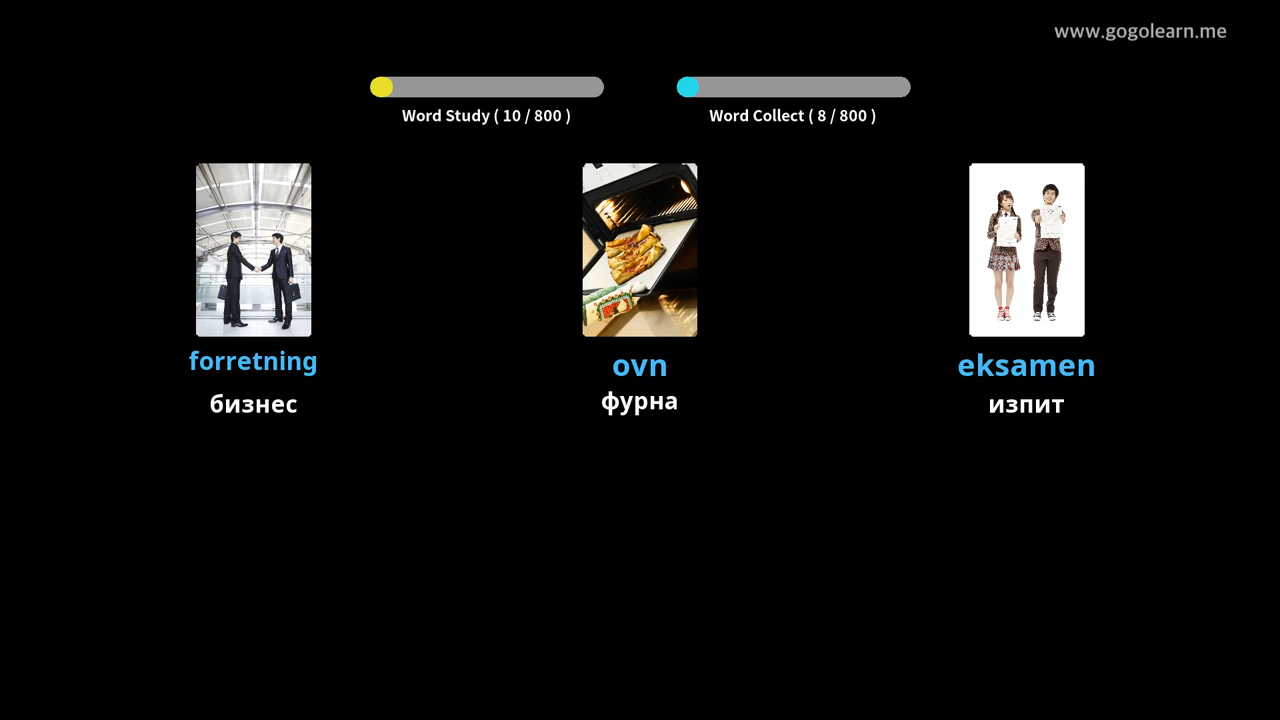 www.gogolearn.me
Word Study ( 10 / 800 )
Word Collect ( 8 / 800 )
forretning
бизнес
ovn
фурна
eksamen
изпит